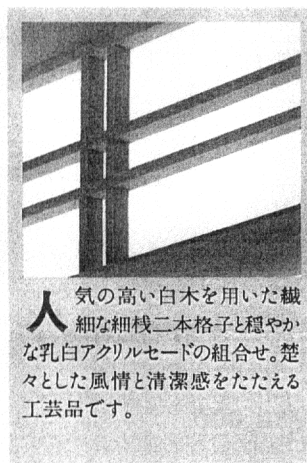 人気の高い白木を用いた繊
細な細桟二本格子と穏やか
な乳白アクリルセードの組合せ。楚
々とした風情と清潔感をたたえる
工芸品です。